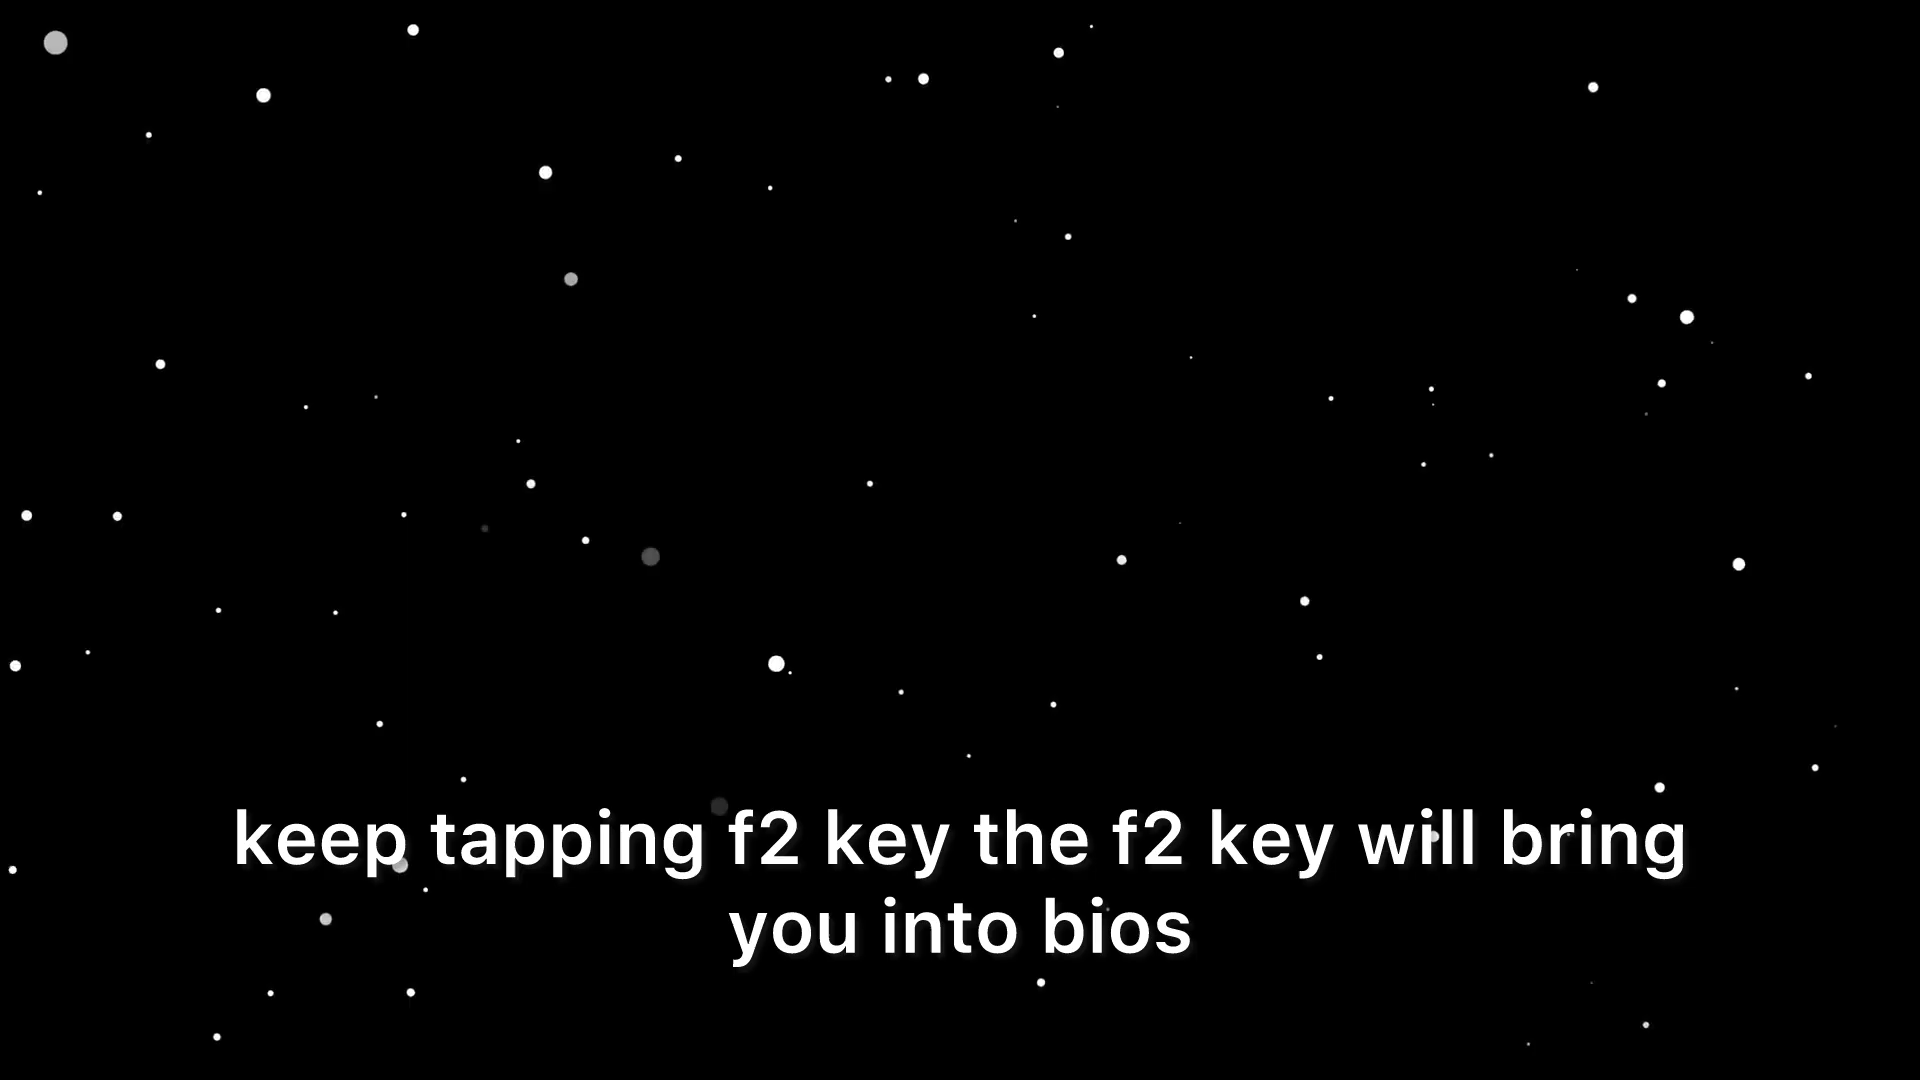 keep tapping f2 key the f2 key will bring
you into bios